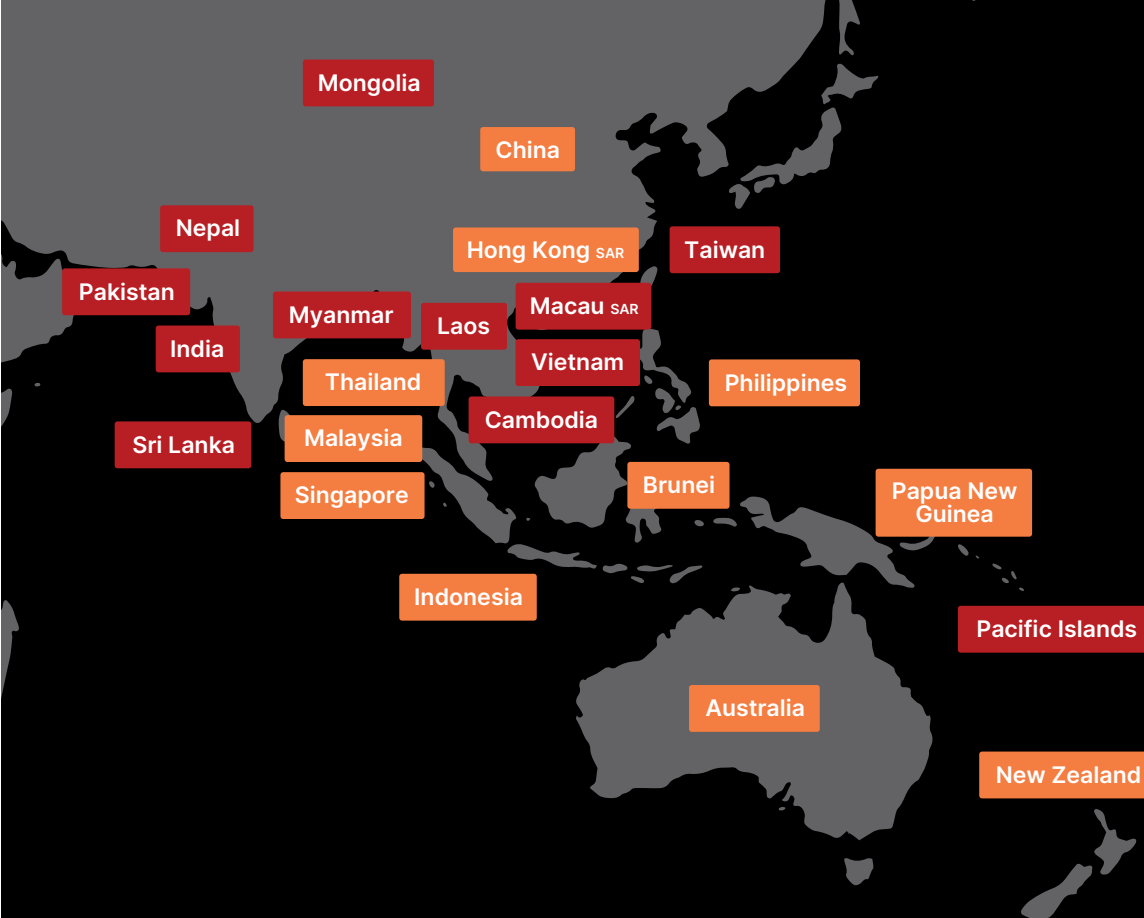 Mongolia
China
Nepal
Hong Kong SAR
Taiwan
Pakistan
Myanmar
Laos
Macau SAR
India
Vietnam
Thailand
Philippines
Cambodia
Sri Lanka
Malaysia
Singapore
Brunei
Papua New
Guinea
Indonesia
Pacific Islands
Australia
New Zealand